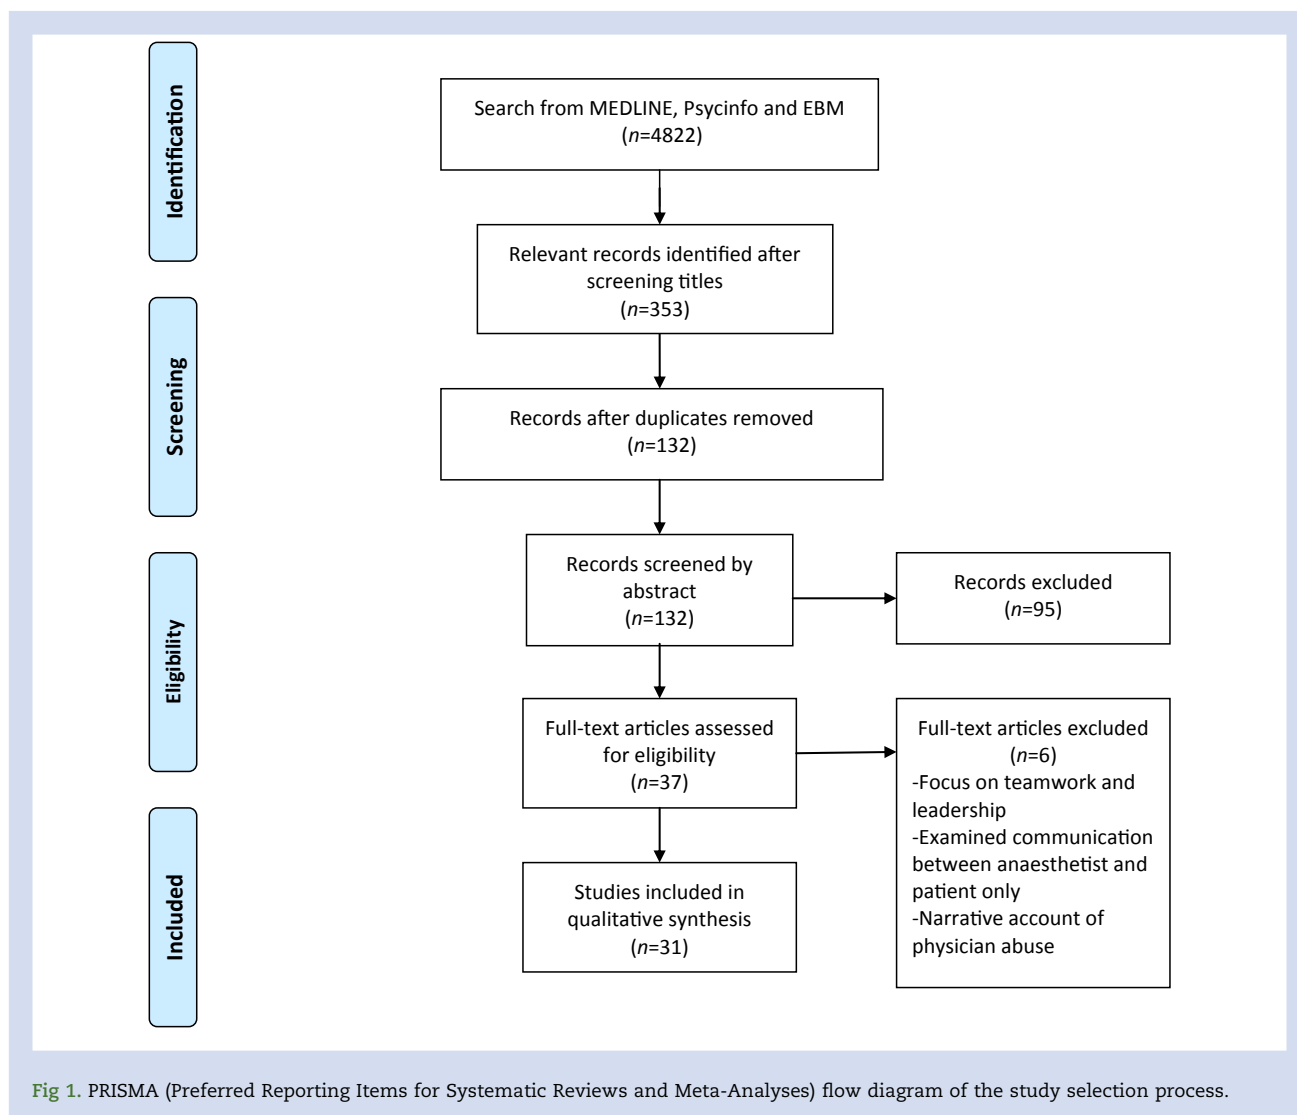 Identification
Search from MEDLINE, Psycinfo and EBM
(n=4822)
Relevant records identified after
screening titles
(n=353)
Screening
Records after duplicates removed
(n=132)
Eligibility
Records screened by
abstract
(n=132)
Records excluded
(n=95)
Full-text articles assessed
for eligibility
(n=37)
Full-text articles excluded
(n=6)
-Focus on teamwork and
leadership
-Examined communication
between anaesthetist and
patient only
-Narrative account of
physician abuse
Included
Studies included in
qualitative synthesis
(n=31)
Fig 1. PRISMA (Preferred Reporting Items for Systematic Reviews and Meta-Analyses) flow diagram of the study selection process.